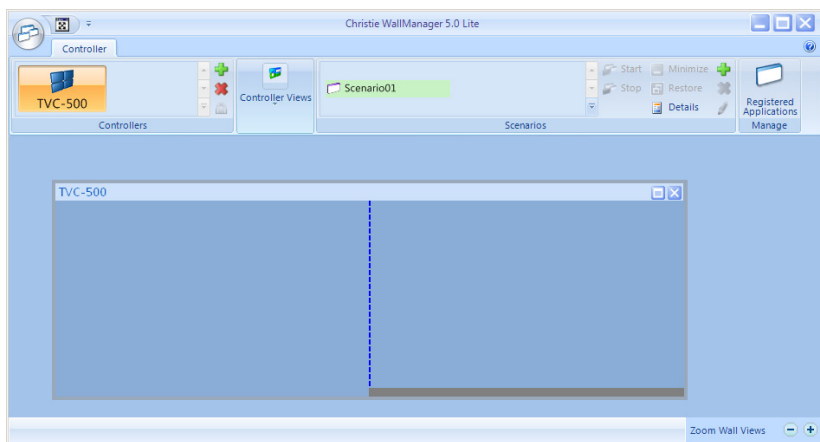 Christie WallManager 5.0 Lite
Controller
TVC-500
Controllers
Controller Views
Scenario01
Start
Minimize
Stop
Restore
Details
Scenarios
Registered
Applications
Manage
TVC-500
Zoom Wall Views